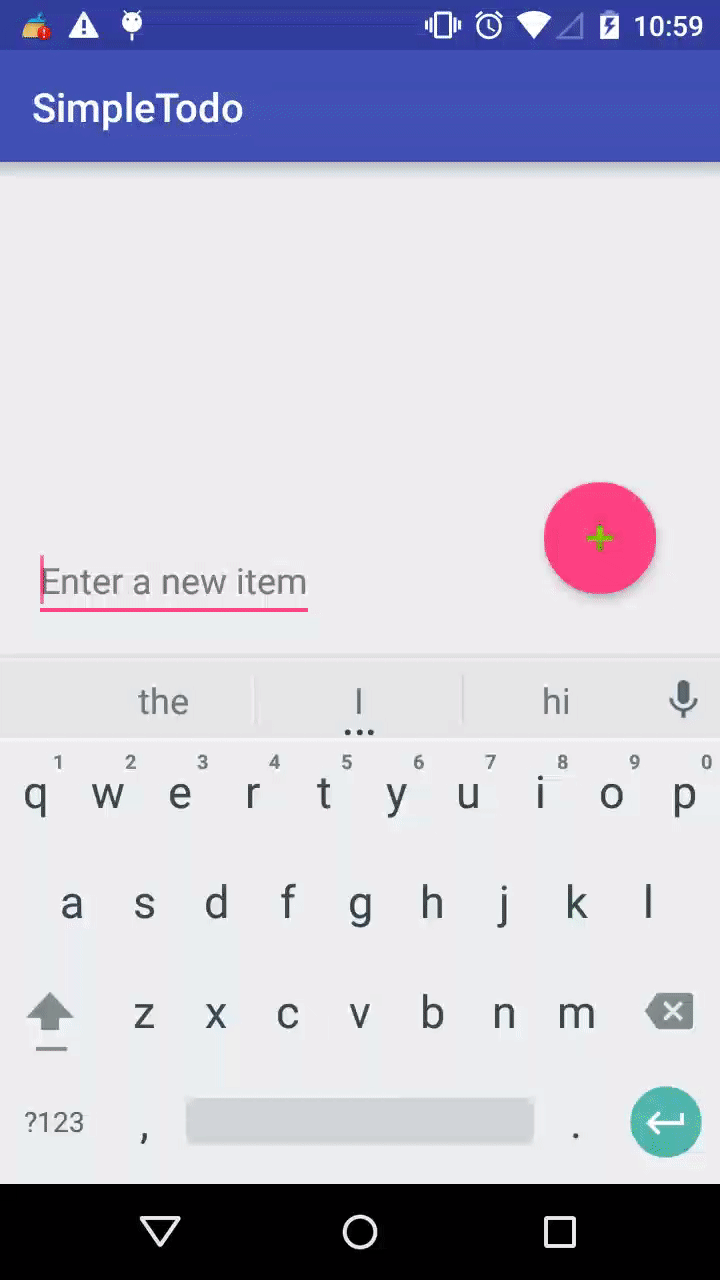 10:59
SimpleTodo
Enter a new item
the I hi
1 2 3 4 5 6 7 8 9 0
q w e r t y u i o p
a s d f g h j k l
z x c v b n m
?123 , .